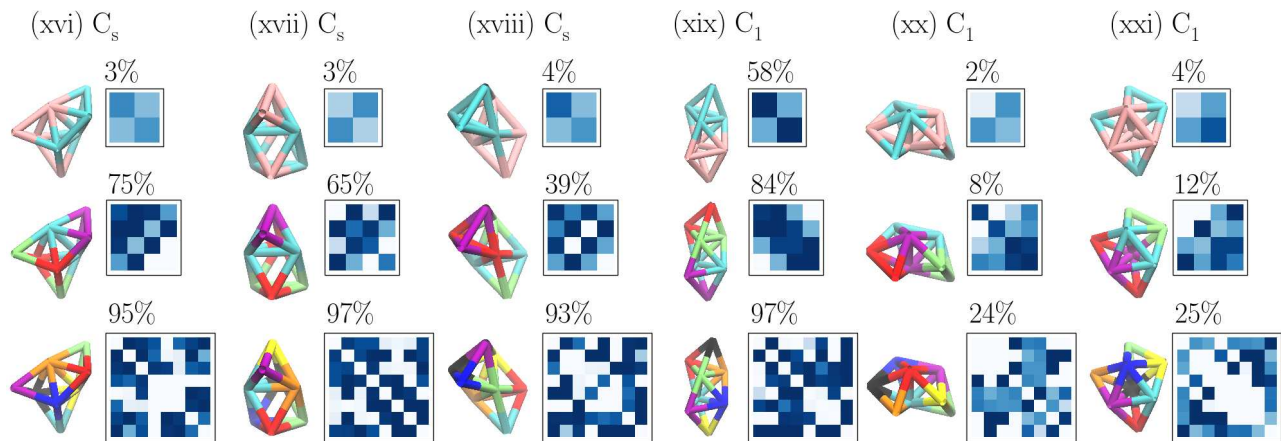 (xvi) C_s (xvii) C_s (xviii) C_s (xix) C_1 (xx) C_1 (xxi) C_1
3% 3% 4% 58% 2% 4%
75% 65% 39% 84% 8% 12%
95% 97% 93% 97% 24% 25%